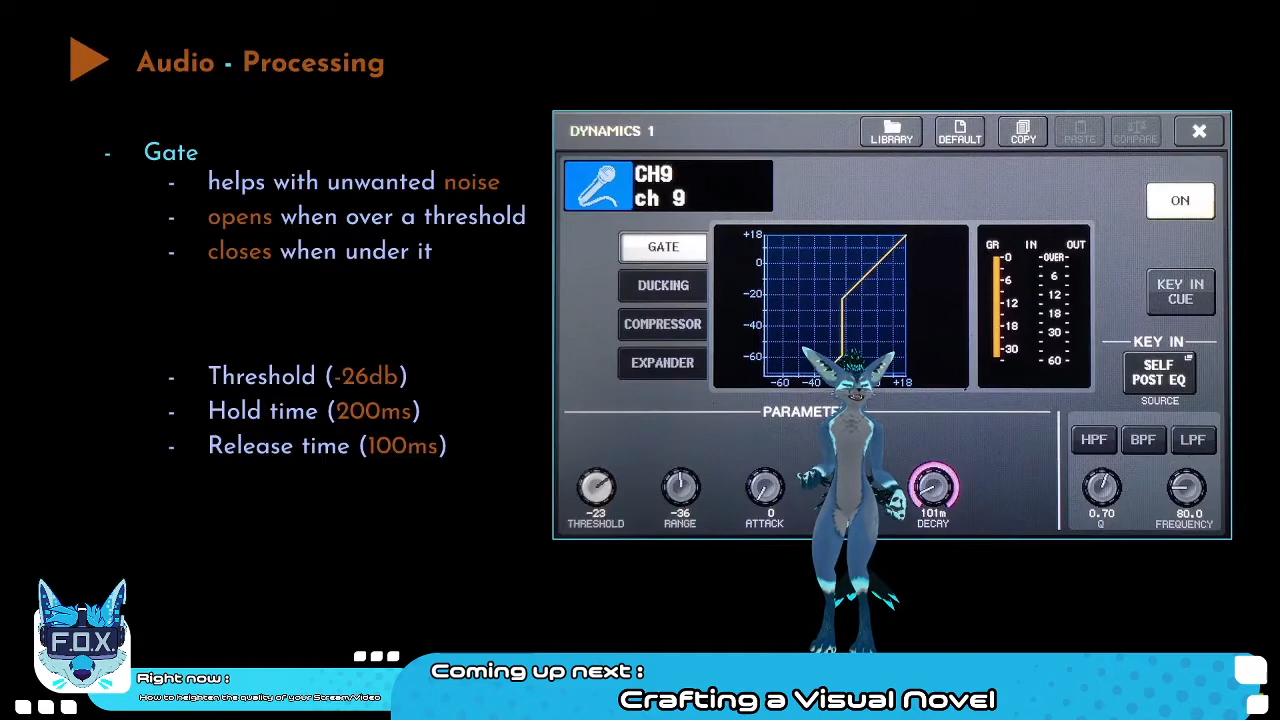 Audio - Processing
- Gate
- helps with unwanted noise
- opens when over a threshold
- closes when under it
- Threshold (-26db)
- Hold time (200ms)
- Release time (100ms)
DYNAMICS 1
LIBRARY
DEFAULT
COPY
PASTE
COMPARE
CH9
ch 9
ON
GATE
DUCKING
COMPRESSOR
EXPANDER
+18
0
-20
-40
-60
-60 -40 +18
GR IN OUT
-0 -OVER-
-6 6
-12 12
-18 18
-30 30
60
KEY IN
CUE
KEY IN
SELF
POST EQ
SOURCE
PARAMETE
HPF BPF LPF
-23
THRESHOLD
-36
RANGE
0
ATTACK
101m
DECAY
0.70
Q
80.0
FREQUENCY
F.O.X.
Right now :
How to heighten the quality of your Stream/Video
Coming up next :
Crafting a Visual Novel